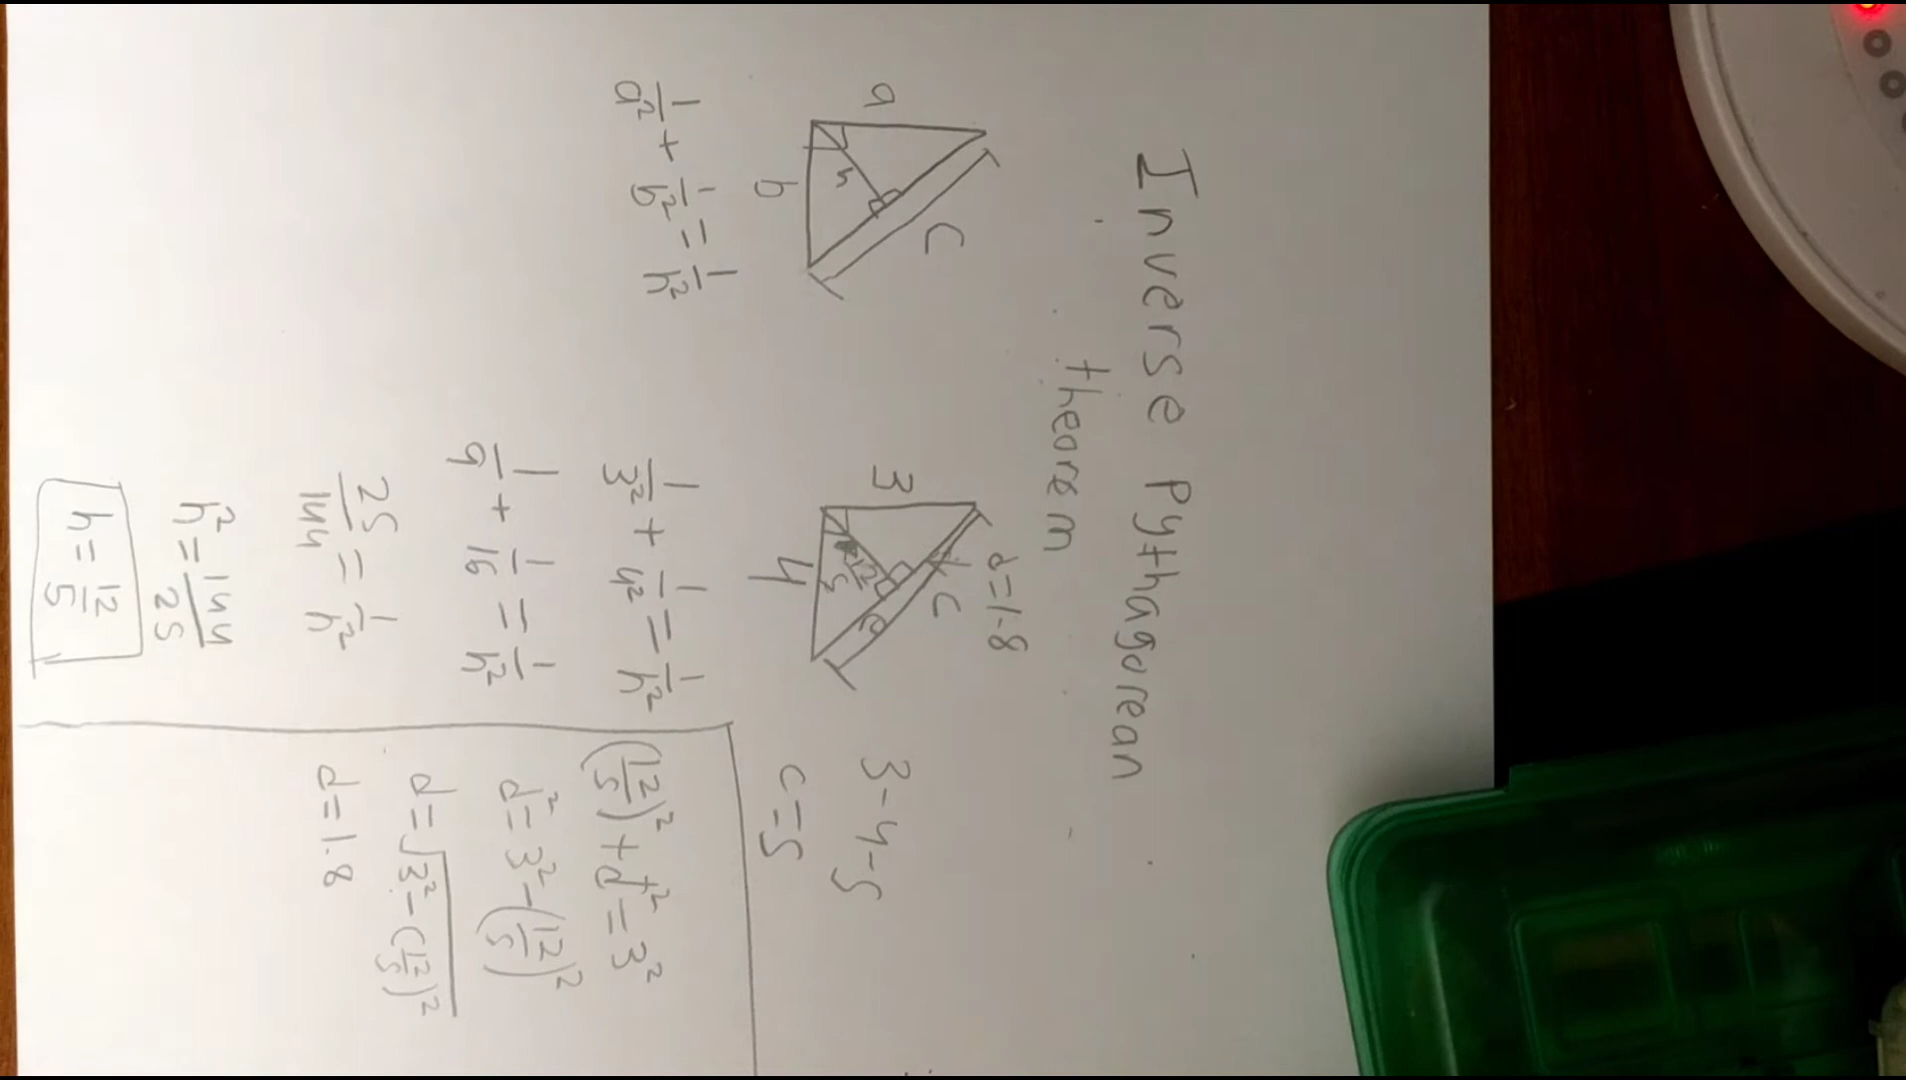 Inverse Pythagorean
theorem
a
h
c
b
1/a² + 1/b² = 1/h²
d=1.8
3
d
c
12/5
e
4
1/3² + 1/4² = 1/h²
1/9 + 1/16 = 1/h²
25/144 = 1/h²
h² = 144/25
h = 12/5
3-4-5
c=5
(12/5)² + d² = 3²
d² = 3² - (12/5)²
d = √3² - (12/5)²
d = 1.8